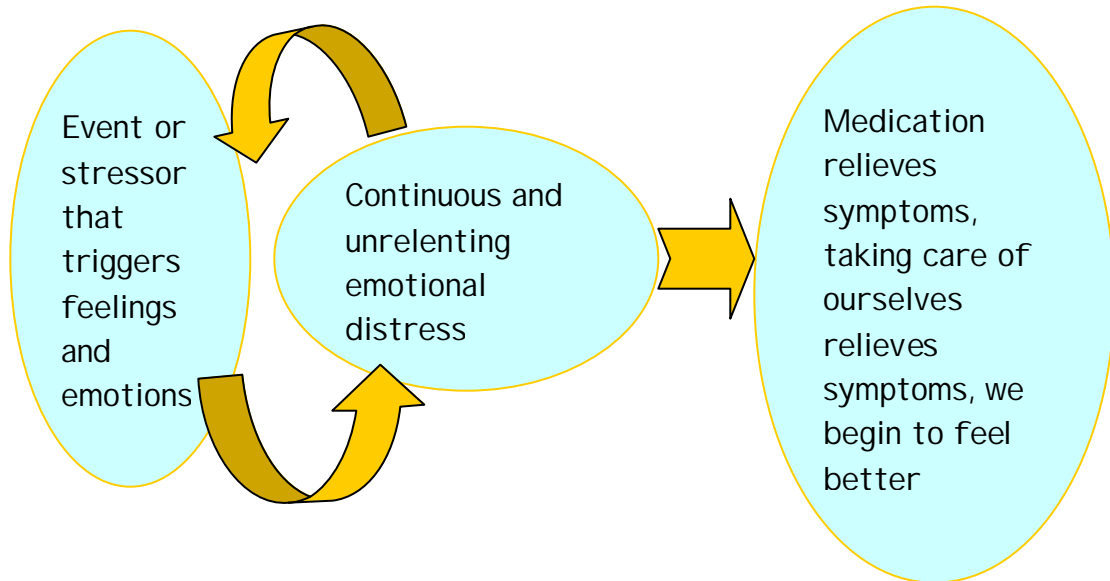 Event or
stressor
that
triggers
feelings
and
emotions
Continuous and
unrelenting
emotional
distress
Medication
relieves
symptoms,
taking care of
ourselves
relieves
symptoms, we
begin to feel
better